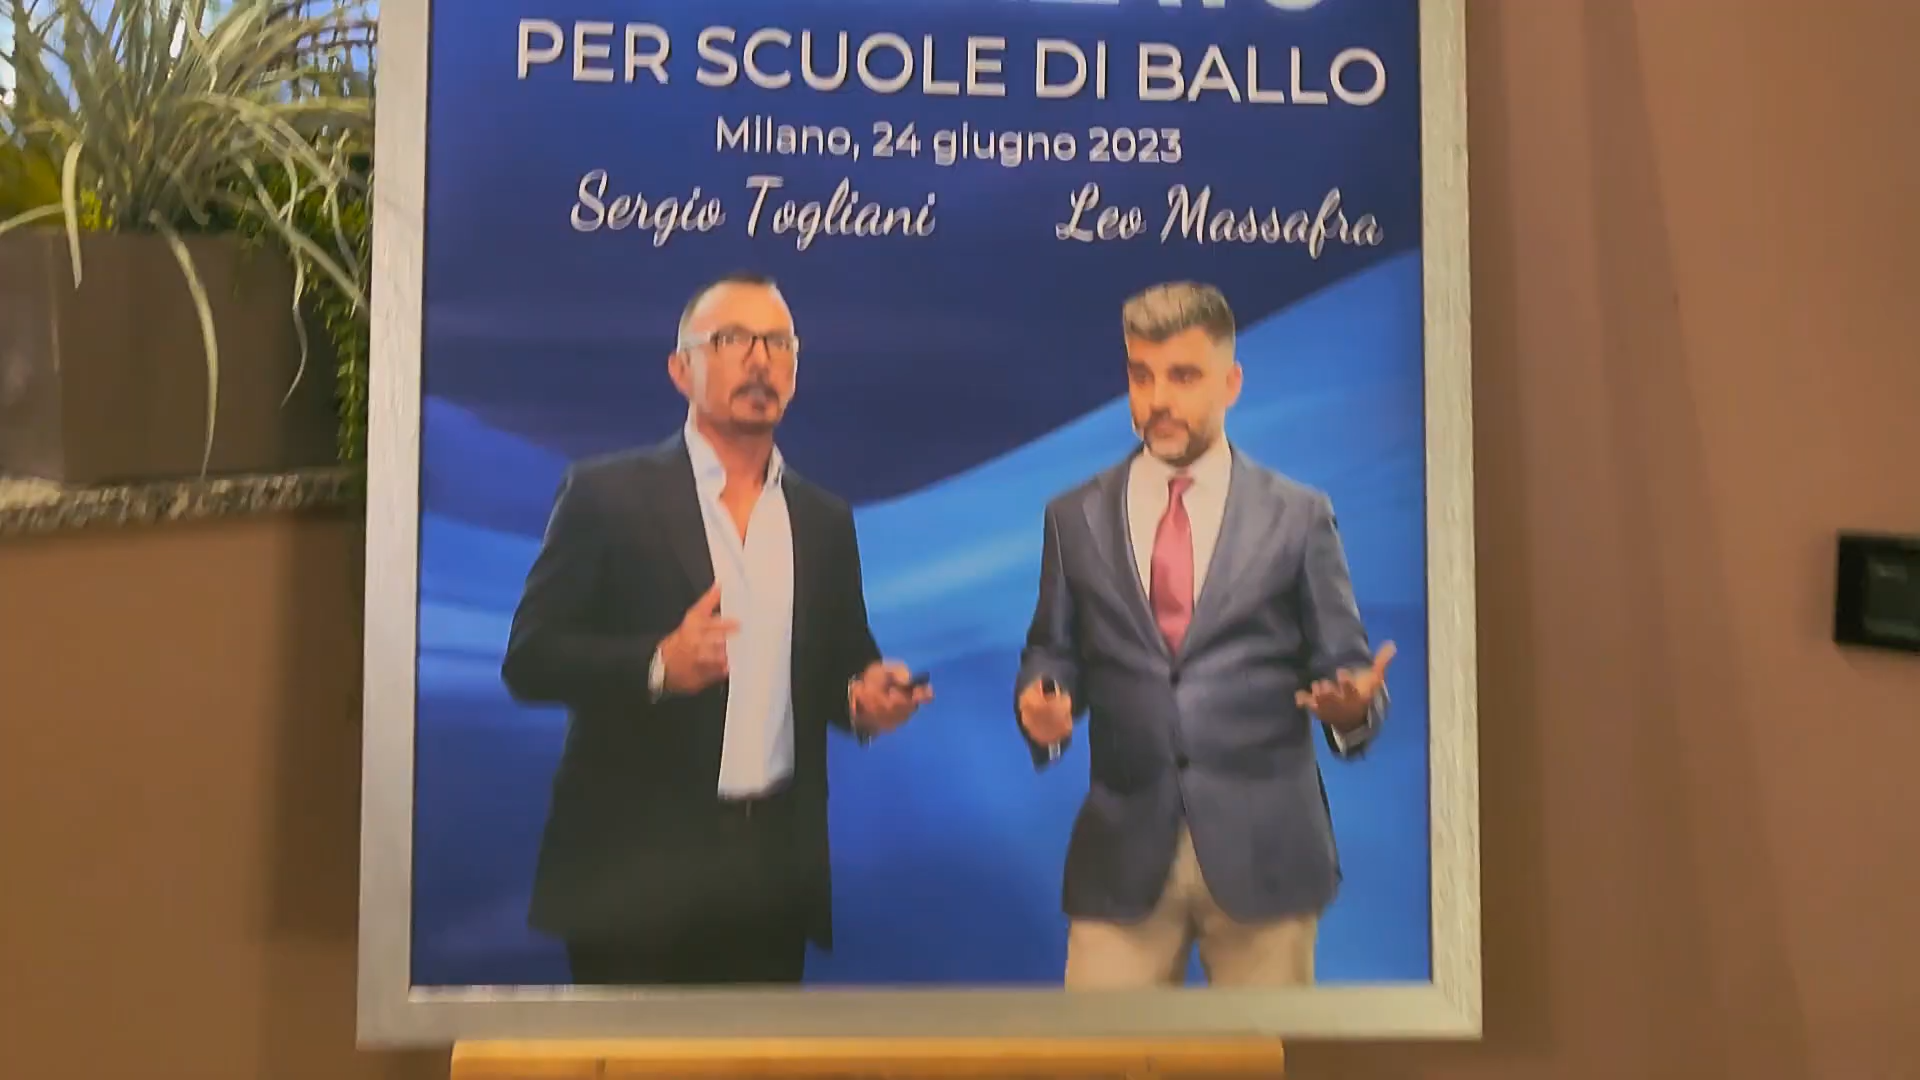 PER SCUOLE DI BALLO
Milano, 24 giugno 2023
Sergio Togliani Leo Massafra